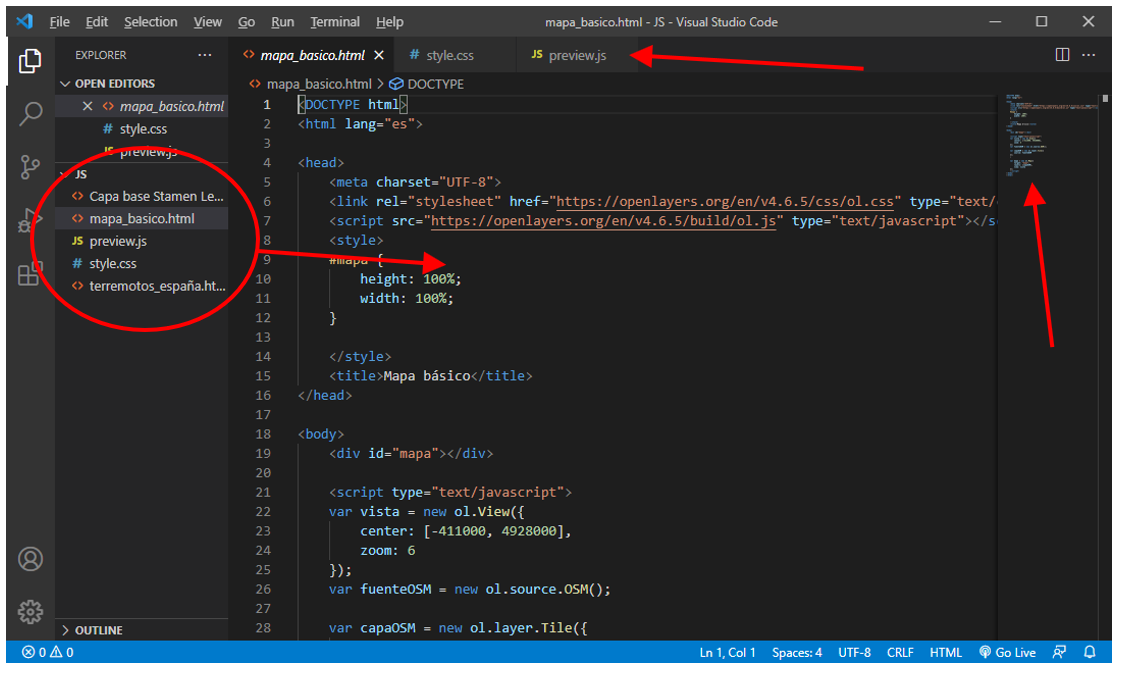 File Edit Selection View Go Run Terminal Help mapa_basico.html - JS - Visual Studio Code
EXPLORER ···
OPEN EDITORS
mapa_basico.html
style.css
preview.js
JS
Capa base Stamen Le...
mapa_basico.html
preview.js
style.css
terremotos_españa.ht...
OUTLINE
mapa_basico.html # style.css JS preview.js
mapa_basico.html > DOCTYPE
1 <DOCTYPE html>
2 <html lang="es">
3
4 <head>
5 <meta charset="UTF-8">
6 <link rel="stylesheet" href="https://openlayers.org/en/v4.6.5/css/ol.css" type="text/
7 <script src="https://openlayers.org/en/v4.6.5/build/ol.js" type="text/javascript"></s
8 <style>
9 #mapa {
10 height: 100%;
11 width: 100%;
12 }
13
14 </style>
15 <title>Mapa básico</title>
16 </head>
17
18 <body>
19 <div id="mapa"></div>
20
21 <script type="text/javascript">
22 var vista = new ol.View({
23 center: [-411000, 4928000],
24 zoom: 6
25 });
26 var fuenteOSM = new ol.source.OSM();
27
28 var capaOSM = new ol.layer.Tile({
0 0 Ln 1, Col 1 Spaces: 4 UTF-8 CRLF HTML Go Live